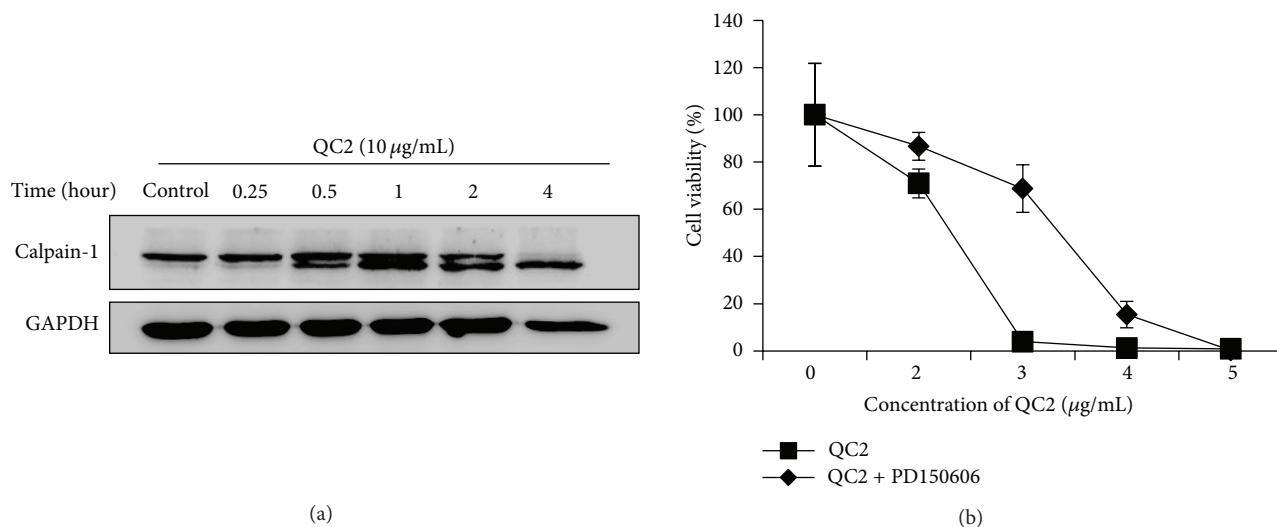 QC2 (10 μg/mL)
Time (hour) Control 0.25 0.5 1 2 4
Calpain-1
GAPDH
(a)
140
120
100
80
60
40
20
0
Cell viability (%)
0 2 3 4 5
Concentration of QC2 (μg/mL)
QC2
QC2 + PD150606
(b)